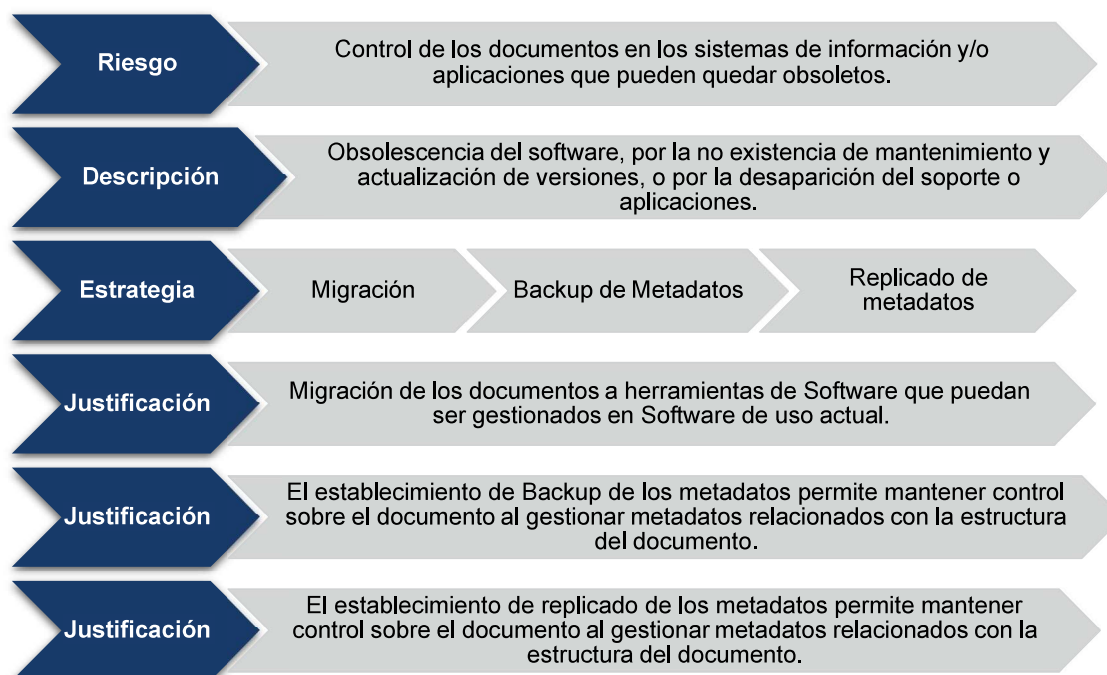 Riesgo
Control de los documentos en los sistemas de información y/o
aplicaciones que pueden quedar obsoletos.
Descripción
Obsolescencia del software, por la no existencia de mantenimiento y
actualización de versiones, o por la desaparición del soporte o
aplicaciones.
Estrategia
Migración
Backup de Metadatos
Replicado de
metadatos
Justificación
Migración de los documentos a herramientas de Software que puedan
ser gestionados en Software de uso actual.
Justificación
El establecimiento de Backup de los metadatos permite mantener control
sobre el documento al gestionar metadatos relacionados con la estructura
del documento.
Justificación
El establecimiento de replicado de los metadatos permite mantener
control sobre el documento al gestionar metadatos relacionados con la
estructura del documento.